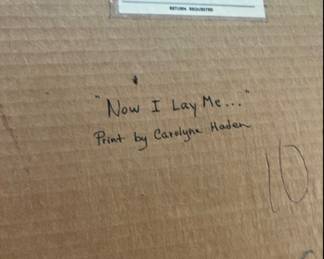 RETURN REQUESTED
"Now I Lay Me..."
Print by Carolyne Haden
10